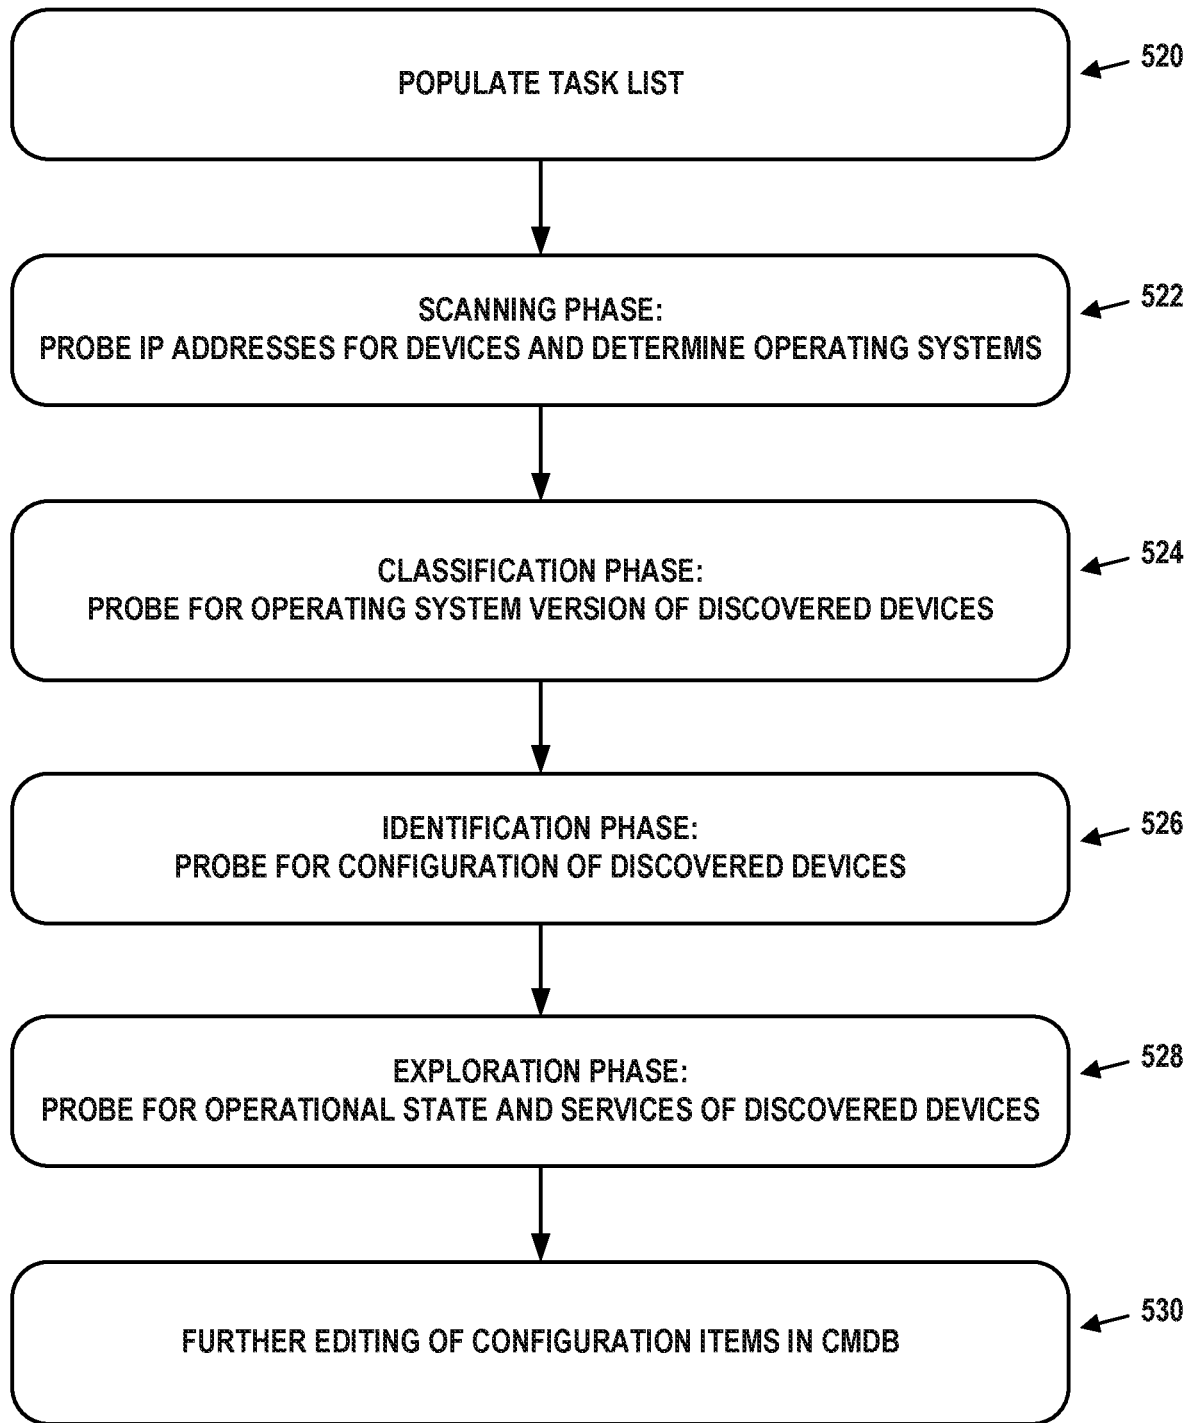 POPULATE TASK LIST
520
SCANNING PHASE:
PROBE IP ADDRESSES FOR DEVICES AND DETERMINE OPERATING SYSTEMS
522
CLASSIFICATION PHASE:
PROBE FOR OPERATING SYSTEM VERSION OF DISCOVERED DEVICES
524
IDENTIFICATION PHASE:
PROBE FOR CONFIGURATION OF DISCOVERED DEVICES
526
EXPLORATION PHASE:
PROBE FOR OPERATIONAL STATE AND SERVICES OF DISCOVERED DEVICES
528
FURTHER EDITING OF CONFIGURATION ITEMS IN CMDB
530